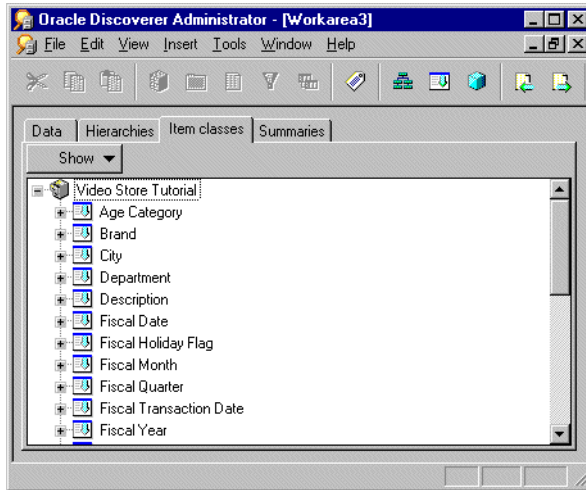 Oracle Discoverer Administrator - [Workarea3]
File Edit View Insert Tools Window Help
Data Hierarchies Item classes Summaries
Show
Video Store Tutorial
Age Category
Brand
City
Department
Description
Fiscal Date
Fiscal Holiday Flag
Fiscal Month
Fiscal Quarter
Fiscal Transaction Date
Fiscal Year